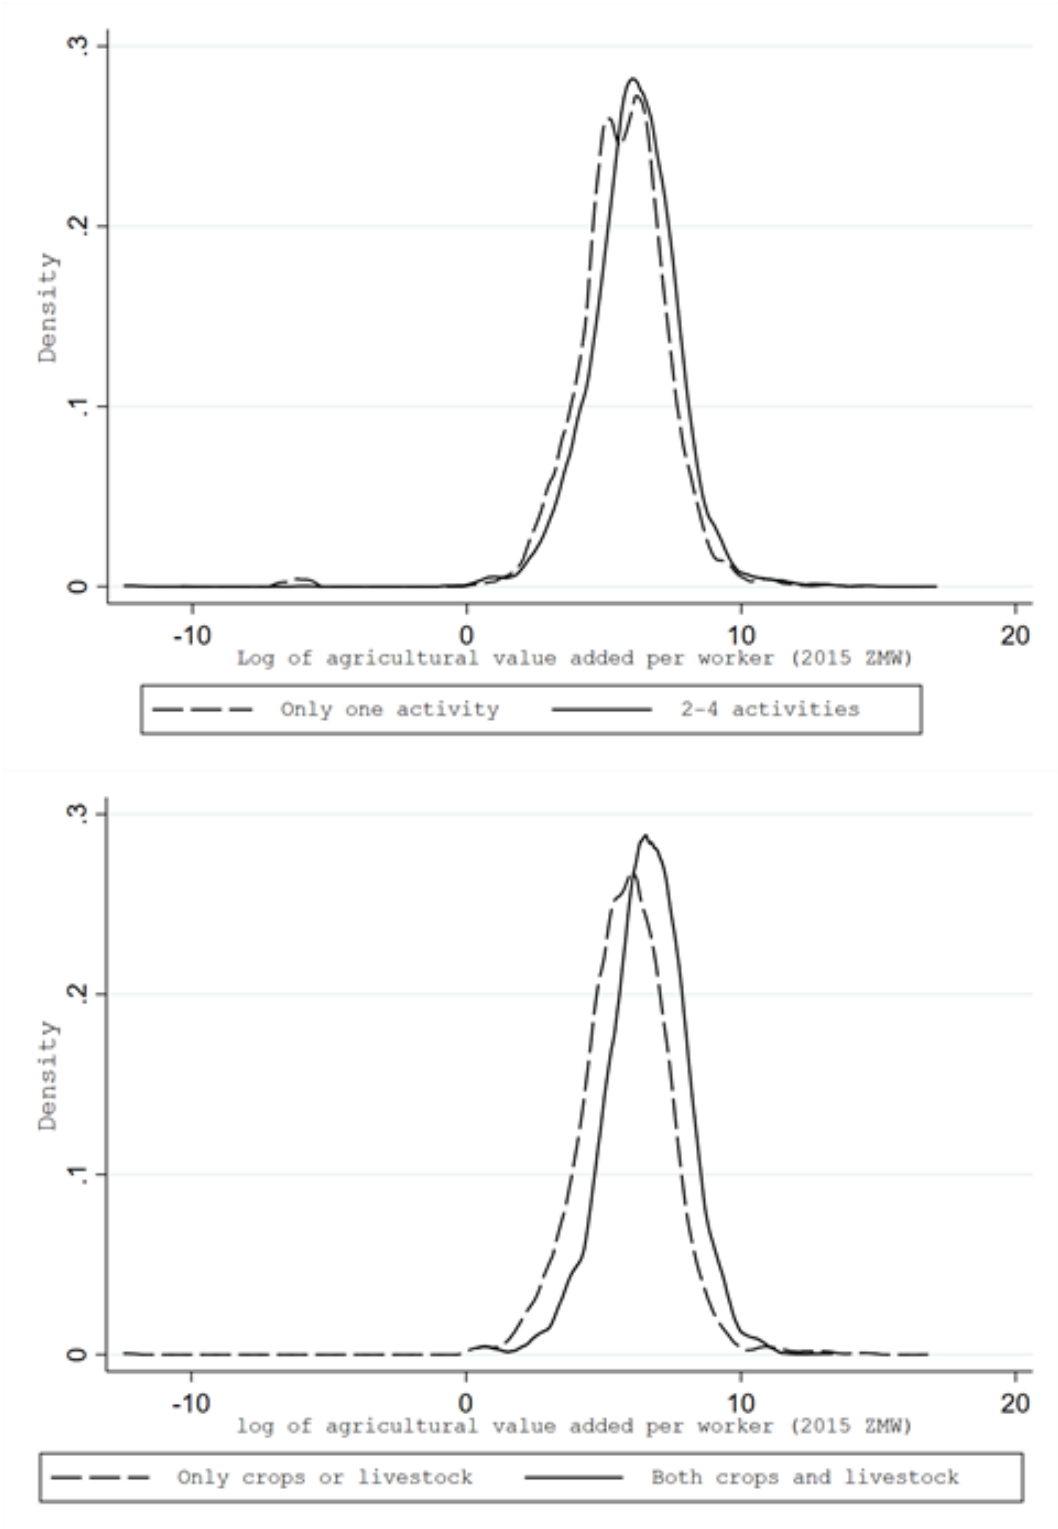 .3
.2
.1
0
Density
-10 0 10 20
Log of agricultural value added per worker (2015 ZMW)
Only one activity 2-4 activities
.3
.2
.1
0
Density
-10 0 10 20
log of agricultural value added per worker (2015 ZMW)
Only crops or livestock Both crops and livestock